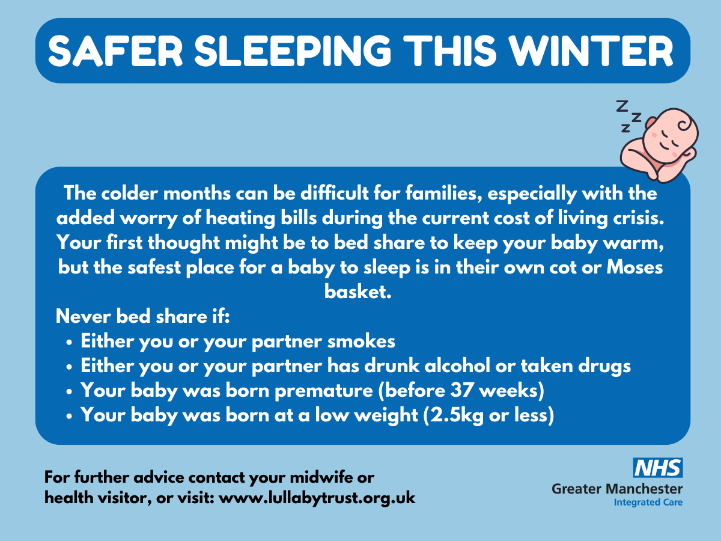 SAFER SLEEPING THIS WINTER
Z
Z
Z
The colder months can be difficult for families, especially with the
added worry of heating bills during the current cost of living crisis.
Your first thought might be to bed share to keep your baby warm,
but the safest place for a baby to sleep is in their own cot or Moses
basket.
Never bed share if:
• Either you or your partner smokes
• Either you or your partner has drunk alcohol or taken drugs
• Your baby was born premature (before 37 weeks)
• Your baby was born at a low weight (2.5kg or less)
For further advice contact your midwife or
health visitor, or visit: www.lullabytrust.org.uk
NHS
Greater Manchester
Integrated Care